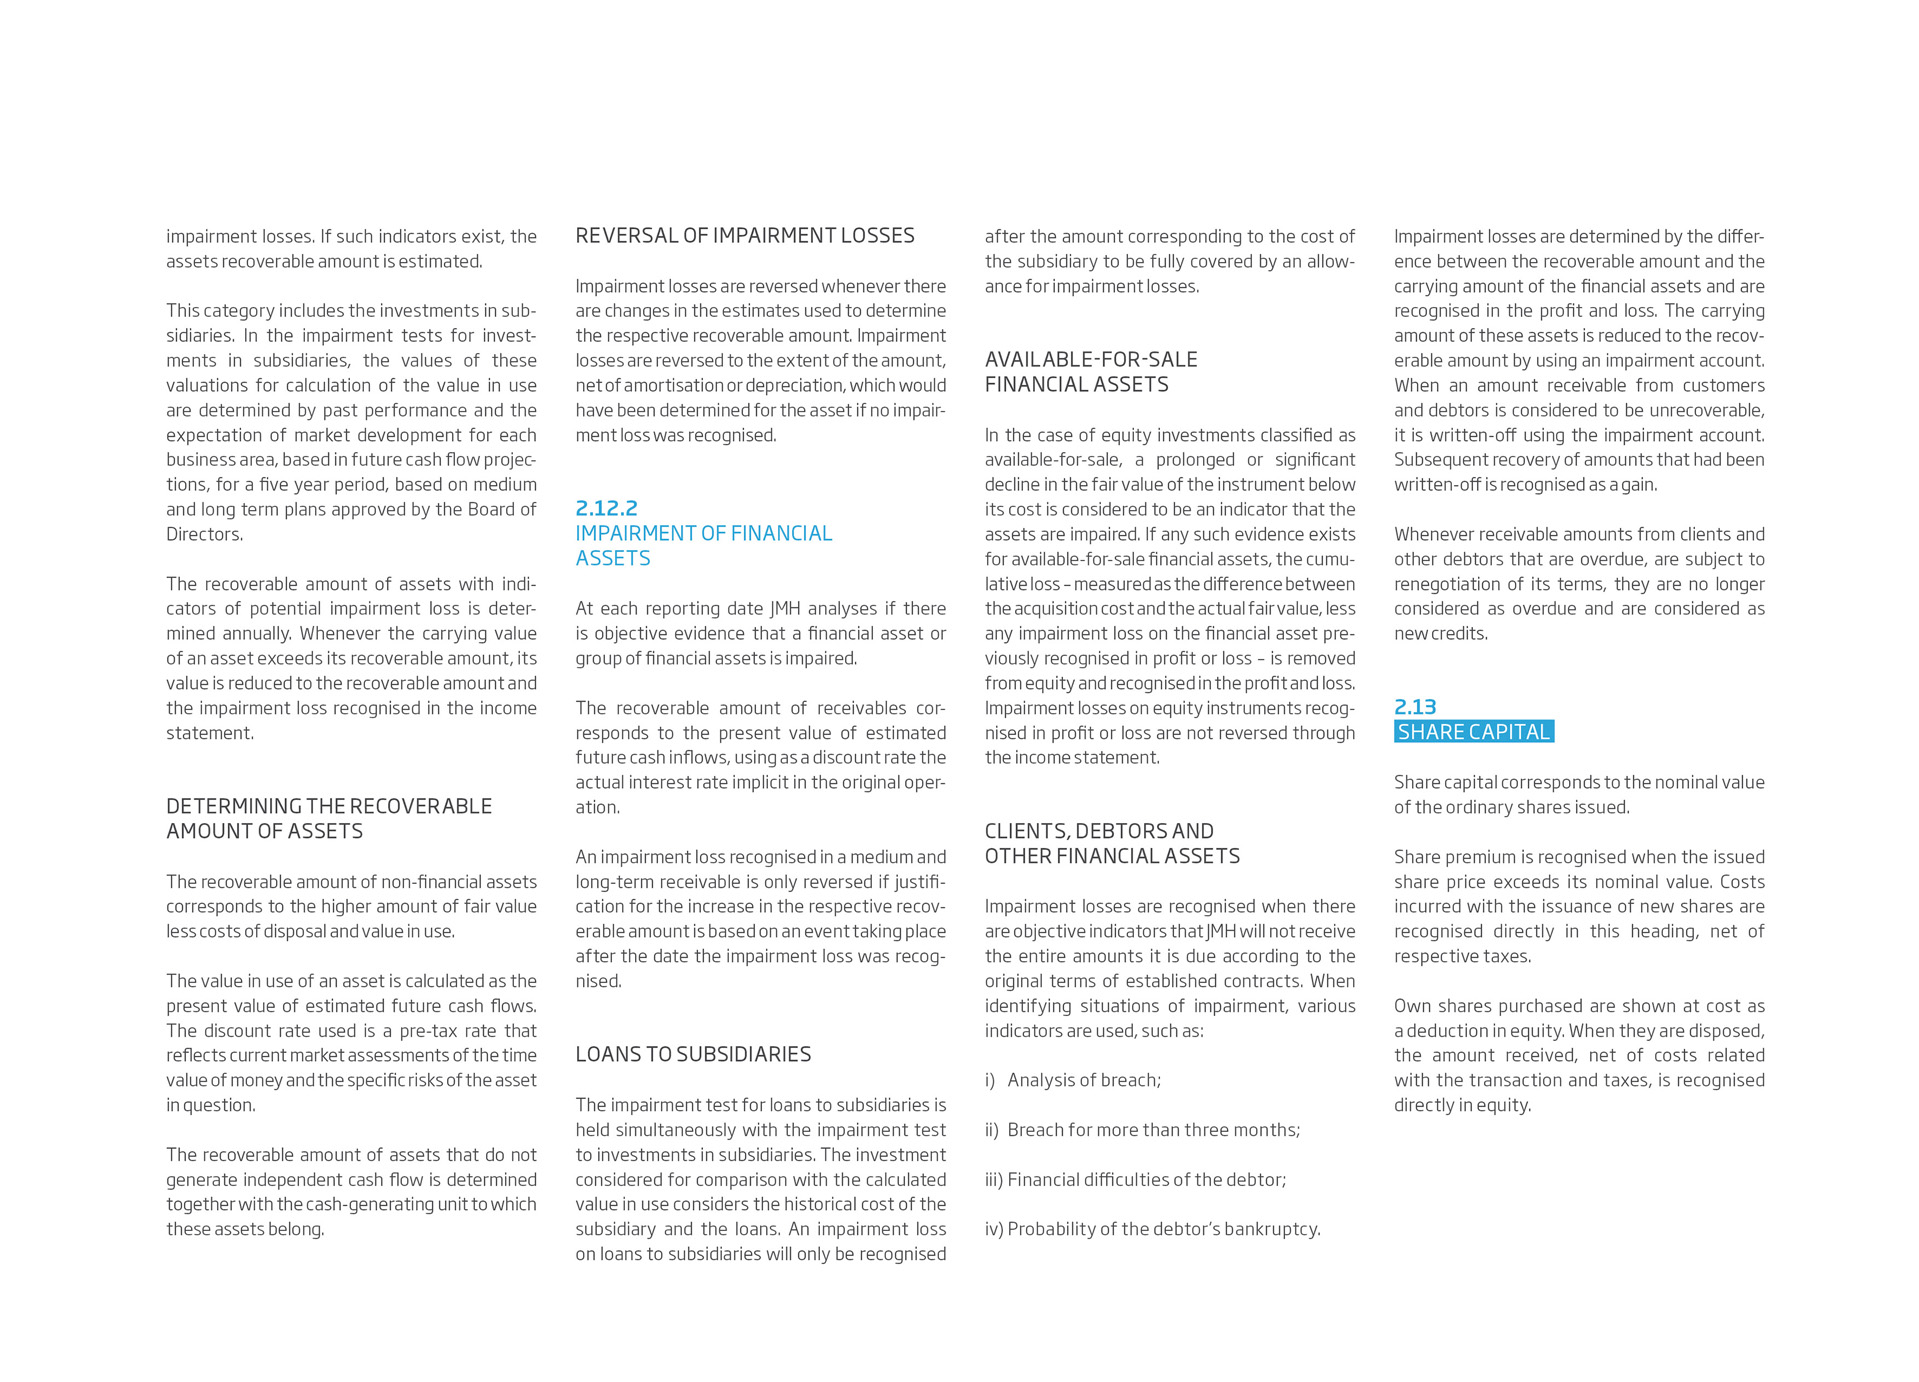 impairment losses. If such indicators exist, the
assets recoverable amount is estimated.
This category includes the investments in sub-
sidiaries. In the impairment tests for invest-
ments in subsidiaries, the values of these
valuations for calculation of the value in use
are determined by past performance and the
expectation of market development for each
business area, based in future cash flow projec-
tions, for a five year period, based on medium
and long term plans approved by the Board of
Directors.
The recoverable amount of assets with indi-
cators of potential impairment loss is deter-
mined annually. Whenever the carrying value
of an asset exceeds its recoverable amount, its
value is reduced to the recoverable amount and
the impairment loss recognised in the income
statement.
DETERMINING THE RECOVERABLE
AMOUNT OF ASSETS
The recoverable amount of non-financial assets
corresponds to the higher amount of fair value
less costs of disposal and value in use.
The value in use of an asset is calculated as the
present value of estimated future cash flows.
The discount rate used is a pre-tax rate that
reflects current market assessments of the time
value of money and the specific risks of the asset
in question.
The recoverable amount of assets that do not
generate independent cash flow is determined
together with the cash-generating unit to which
these assets belong.
REVERSAL OF IMPAIRMENT LOSSES
Impairment losses are reversed whenever there
are changes in the estimates used to determine
the respective recoverable amount. Impairment
losses are reversed to the extent of the amount,
net of amortisation or depreciation, which would
have been determined for the asset if no impair-
ment loss was recognised.
2.12.2
IMPAIRMENT OF FINANCIAL
ASSETS
At each reporting date JMH analyses if there
is objective evidence that a financial asset or
group of financial assets is impaired.
The recoverable amount of receivables cor-
responds to the present value of estimated
future cash inflows, using as a discount rate the
actual interest rate implicit in the original oper-
ation.
An impairment loss recognised in a medium and
long-term receivable is only reversed if justifi-
cation for the increase in the respective recov-
erable amount is based on an event taking place
after the date the impairment loss was recog-
nised.
LOANS TO SUBSIDIARIES
The impairment test for loans to subsidiaries is
held simultaneously with the impairment test
to investments in subsidiaries. The investment
considered for comparison with the calculated
value in use considers the historical cost of the
subsidiary and the loans. An impairment loss
on loans to subsidiaries will only be recognised
after the amount corresponding to the cost of
the subsidiary to be fully covered by an allow-
ance for impairment losses.
AVAILABLE-FOR-SALE
FINANCIAL ASSETS
In the case of equity investments classified as
available-for-sale, a prolonged or significant
decline in the fair value of the instrument below
its cost is considered to be an indicator that the
assets are impaired. If any such evidence exists
for available-for-sale financial assets, the cumu-
lative loss – measured as the difference between
the acquisition cost and the actual fair value, less
any impairment loss on the financial asset pre-
viously recognised in profit or loss – is removed
from equity and recognised in the profit and loss.
Impairment losses on equity instruments recog-
nised in profit or loss are not reversed through
the income statement.
CLIENTS, DEBTORS AND
OTHER FINANCIAL ASSETS
Impairment losses are recognised when there
are objective indicators that JMH will not receive
the entire amounts it is due according to the
original terms of established contracts. When
identifying situations of impairment, various
indicators are used, such as:
i) Analysis of breach;
ii) Breach for more than three months;
iii) Financial difficulties of the debtor;
iv) Probability of the debtor’s bankruptcy.
Impairment losses are determined by the differ-
ence between the recoverable amount and the
carrying amount of the financial assets and are
recognised in the profit and loss. The carrying
amount of these assets is reduced to the recov-
erable amount by using an impairment account.
When an amount receivable from customers
and debtors is considered to be unrecoverable,
it is written-off using the impairment account.
Subsequent recovery of amounts that had been
written-off is recognised as a gain.
Whenever receivable amounts from clients and
other debtors that are overdue, are subject to
renegotiation of its terms, they are no longer
considered as overdue and are considered as
new credits.
2.13
SHARE CAPITAL
Share capital corresponds to the nominal value
of the ordinary shares issued.
Share premium is recognised when the issued
share price exceeds its nominal value. Costs
incurred with the issuance of new shares are
recognised directly in this heading, net of
respective taxes.
Own shares purchased are shown at cost as
a deduction in equity. When they are disposed,
the amount received, net of costs related
with the transaction and taxes, is recognised
directly in equity.